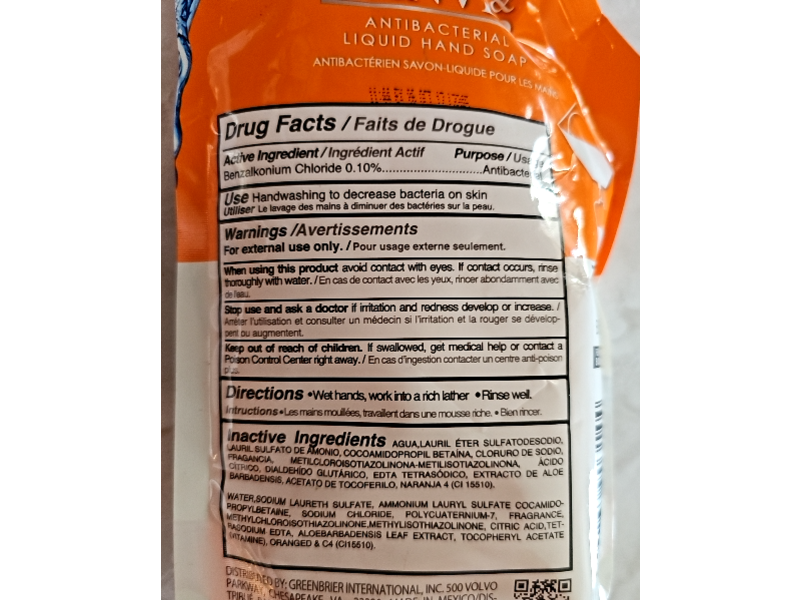 ANTIBACTERIAL
LIQUID HAND SOAP
ANTIBACTÉRIEN SAVON-LIQUIDE POUR LES
Drug Facts / Faits de Drogue
Active Ingredient / Ingrédient Actif Purpose /
Benzalkonium Chloride 0.10%
Use Handwashing to decrease bacteria on skin
Utiliser Le lavage des mains à diminuer des bactéries sur la peau.
Warnings /Avertissements
For external use only. / Pour usage externe seulement.
When using this product avoid contact with eyes. If contact occurs, rinse
thoroughly with water. / En cas de contact avec les yeux, rincer abondamment avec
de l'eau.
Stop use and ask a doctor if irritation and redness develop or increase. /
Arrêter l'utilisation et consulter un médecin si l'irritation et la rouger se dévelop-
pent ou augmentent.
Keep out of reach of children. If swallowed, get medical help or contact a
Poison Control Center right away. / En cas d'ingestion contacter un centre anti-poison
Directions •Wet hands, work into a rich lather •Rinse well.
Intructions •Les mains mouillées, travaillent dans une mousse riche. • Bien rincer.
Inactive Ingredients AGUA,LAURIL ÉTER SULFATODESODIO,
LAURIL SULFATO DE AMONIO, COCOAMIDOPROPIL BETAÍNA, CLORURO DE SODIO,
FRAGANCIA, METILCLOROISOTIAZOLINONA-METILISOTIAZOLINONA, ÁCIDO
CÍTRICO, DIALDEHÍDO GLUTÁRICO, EDTA TETRASÓDICO, EXTRACTO DE ALOE
BARBADENSIS, ACETATO DE TOCOFERILO, NARANJA 4 (CI 15510).
WATER,SODIUM LAURETH SULFATE, AMMONIUM LAURYL SULFATE COCAMIDO-
PROPYLBETAINE, SODIUM CHLORIDE, POLYCUATERNIUM-7, FRAGRANCE,
METHYLCHLOROISOTHIAZOLINONE,METHYLISOTHIAZOLINONE, CITRIC ACID,TET-
RASODIUM EDTA, ALOEBARBADENSIS LEAF EXTRACT, TOCOPHERYL ACETATE
(VITAMINE), ORANGED & C4 (CI15510).
DISTRIBUTED BY: GREENBRIER INTERNATIONAL, INC. 500 VOLVO
PARKWAY, CHESAPEAKE, VA MADE IN MEXICO/DIS-